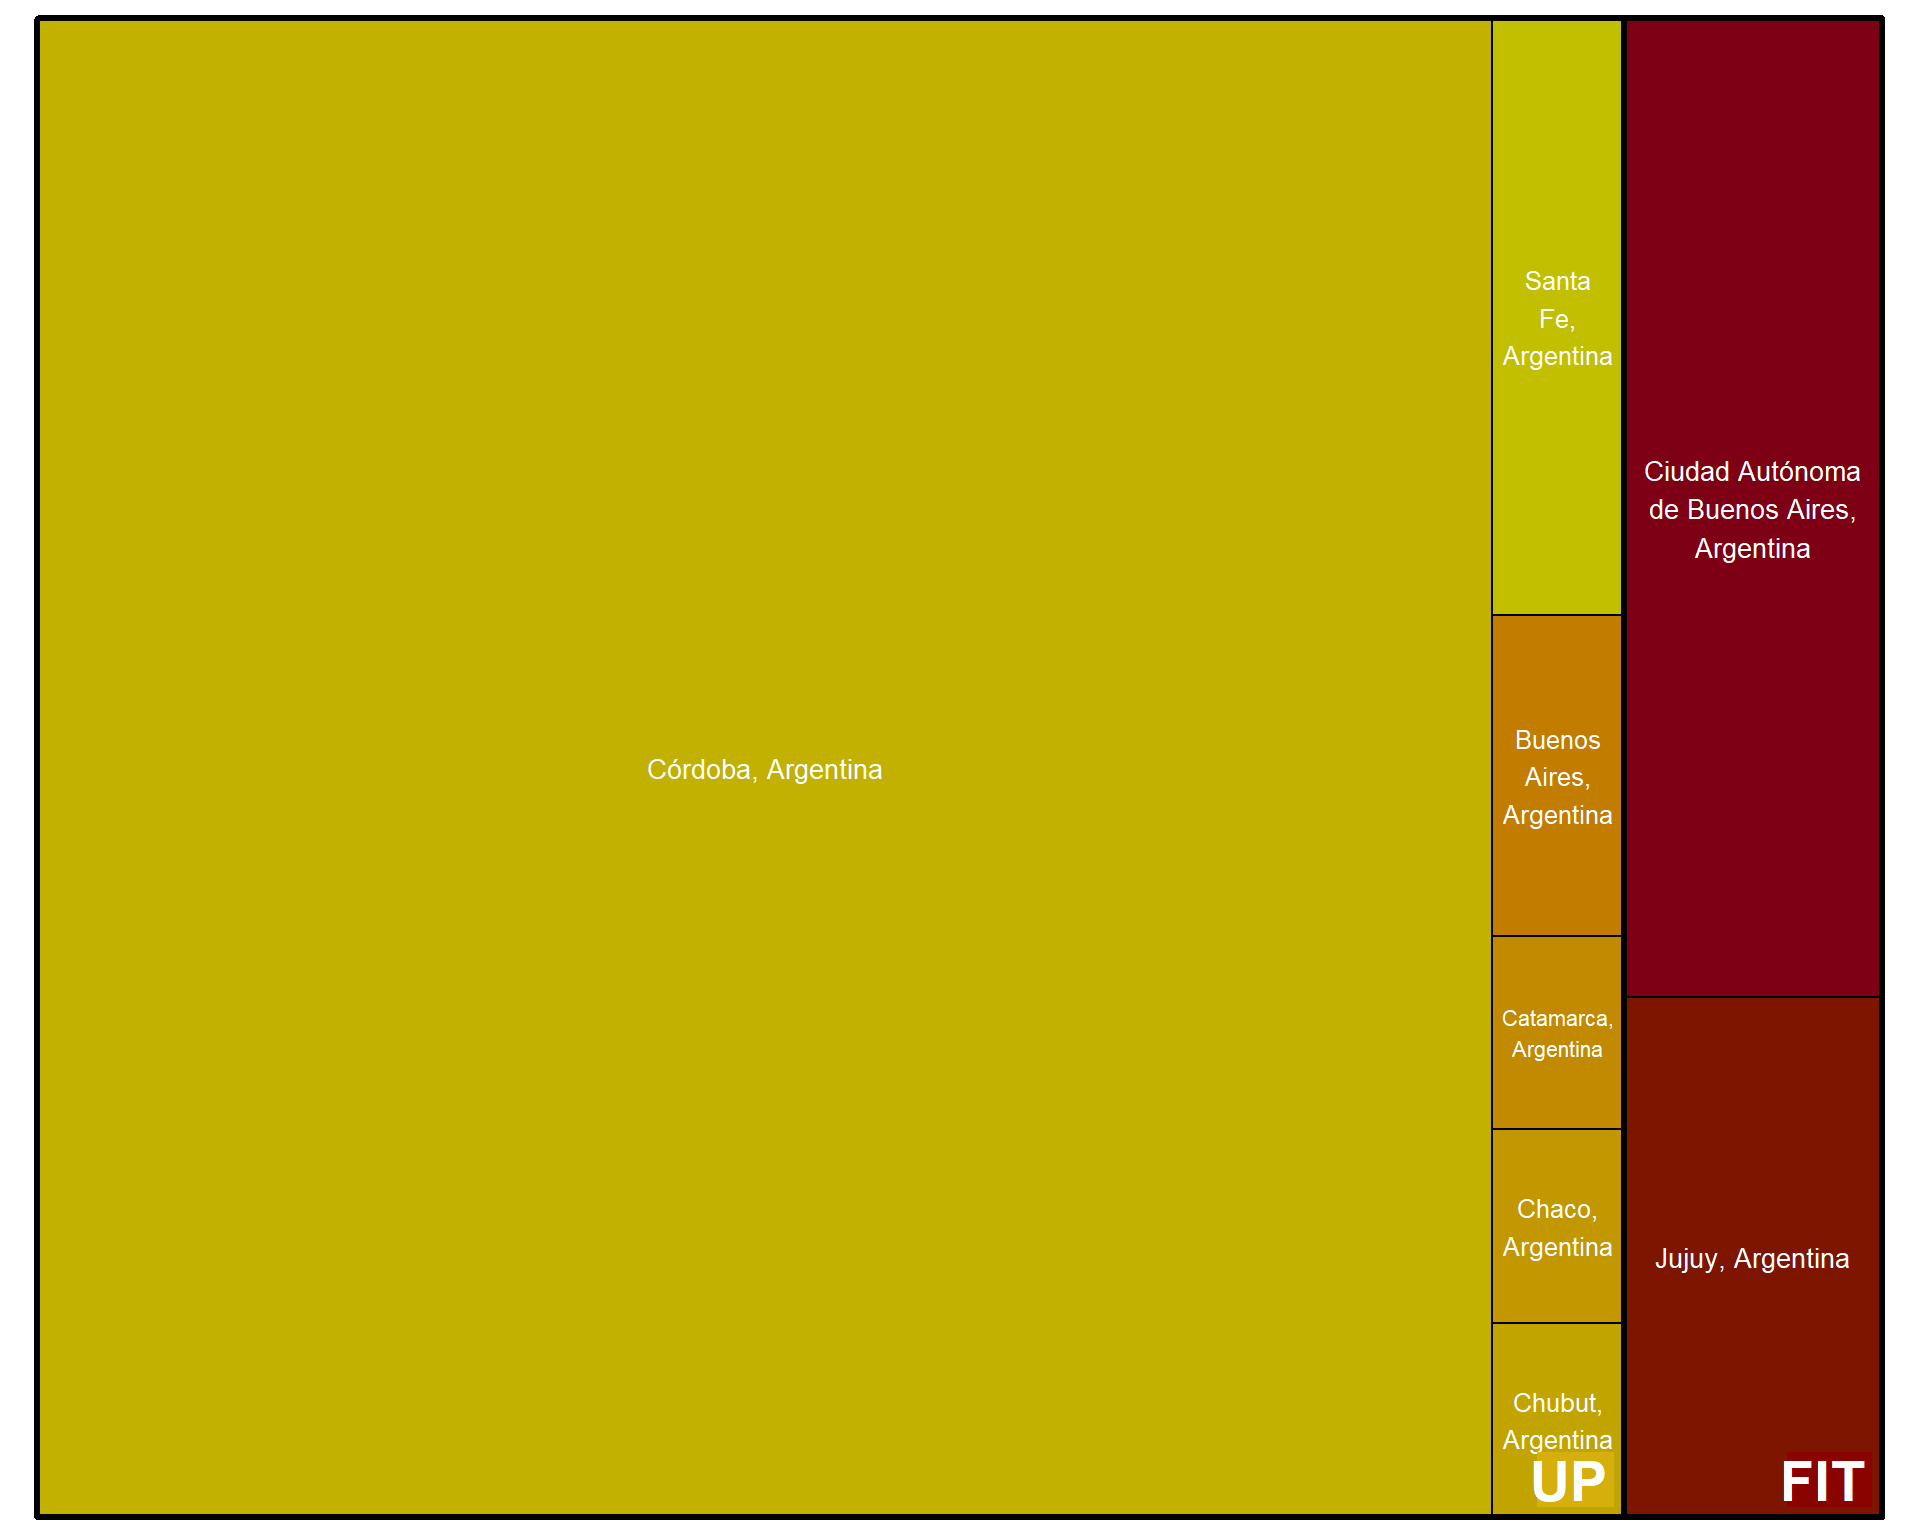 Córdoba, Argentina
Santa
Fe,
Argentina
Buenos
Aires,
Argentina
Catamarca,
Argentina
Chaco,
Argentina
Chubut,
Argentina
UP
Ciudad Autónoma
de Buenos Aires,
Argentina
Jujuy, Argentina
FIT